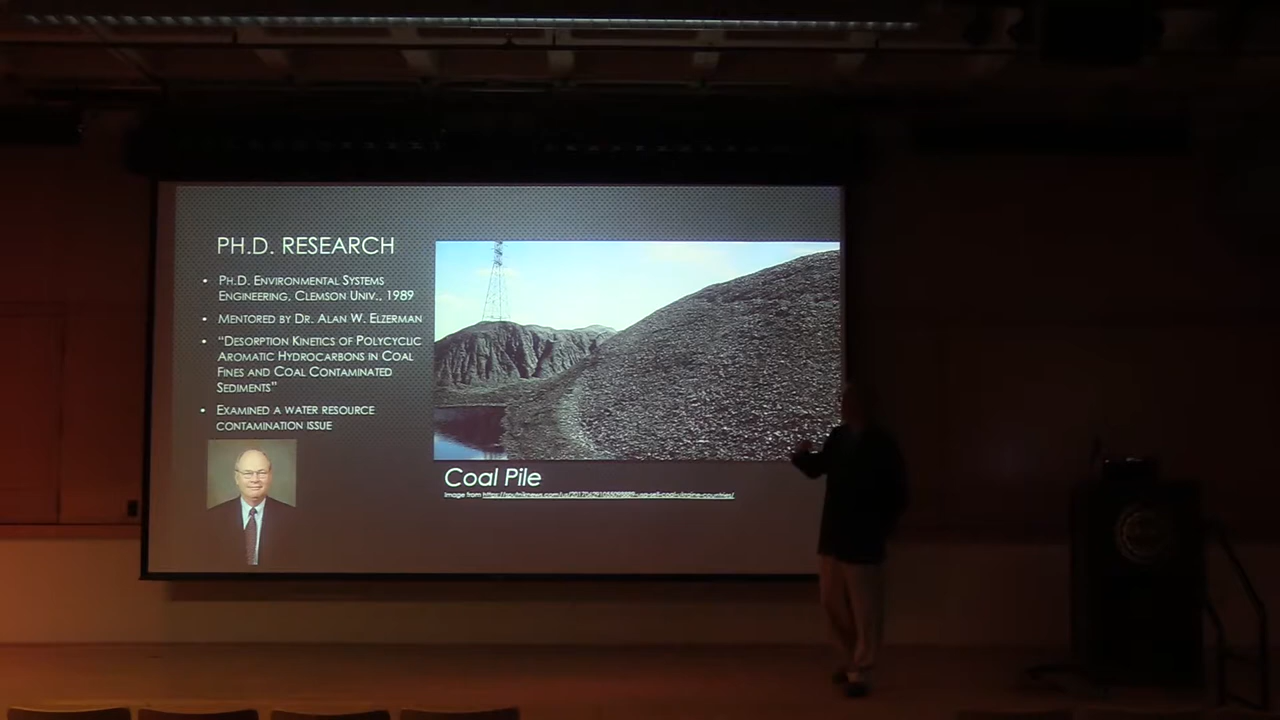 PH.D. RESEARCH
• PH.D. ENVIRONMENTAL SYSTEMS
ENGINEERING, CLEMSON UNIV., 1989
• MENTORED BY DR. ALAN W. ELZERMAN
• "DESORPTION KINETICS OF POLYCYCLIC
AROMATIC HYDROCARBONS IN COAL
FINES AND COAL CONTAMINATED
SEDIMENTS"
• EXAMINED A WATER RESOURCE
CONTAMINATION ISSUE
Coal Pile
Image from